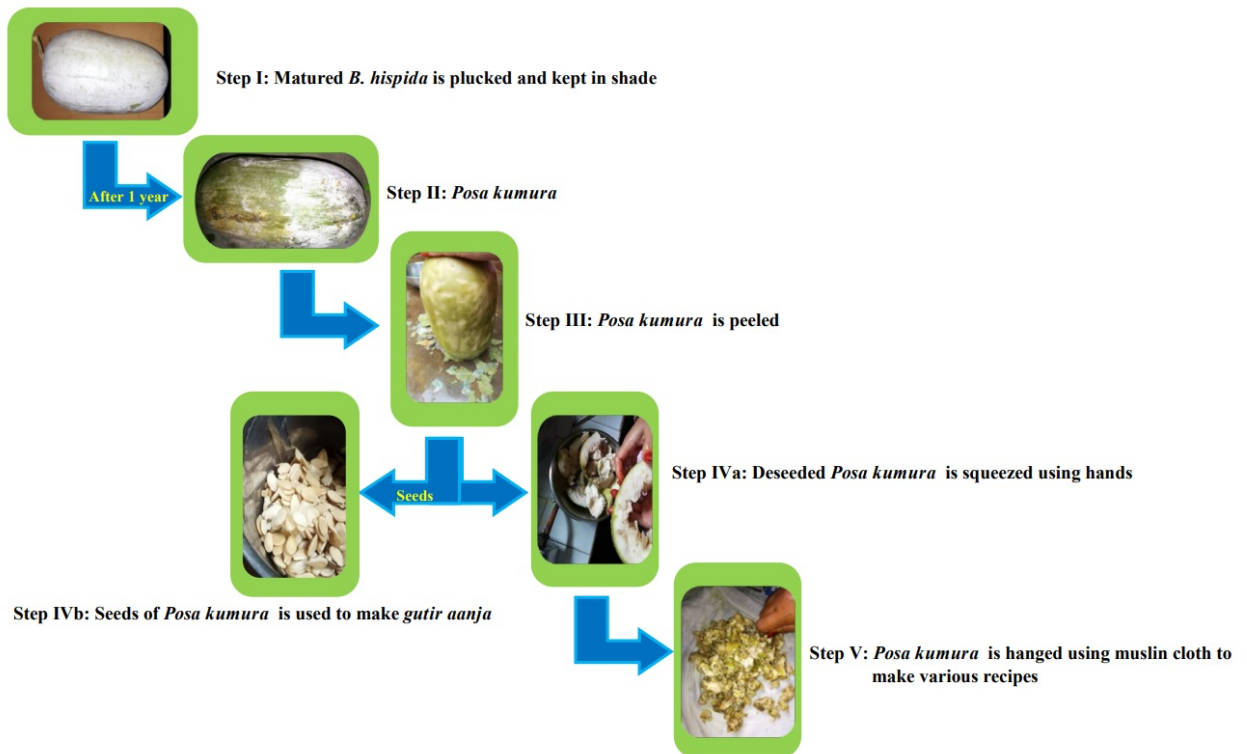 Step I: Matured B. hispida is plucked and kept in shade
After 1 year
Step II: Posa kumura
Step III: Posa kumura is peeled
Seeds
Step IVa: Deseeded Posa kumura is squeezed using hands
Step IVb: Seeds of Posa kumura is used to make gutir aanja
Step V: Posa kumura is hanged using muslin cloth to
make various recipes